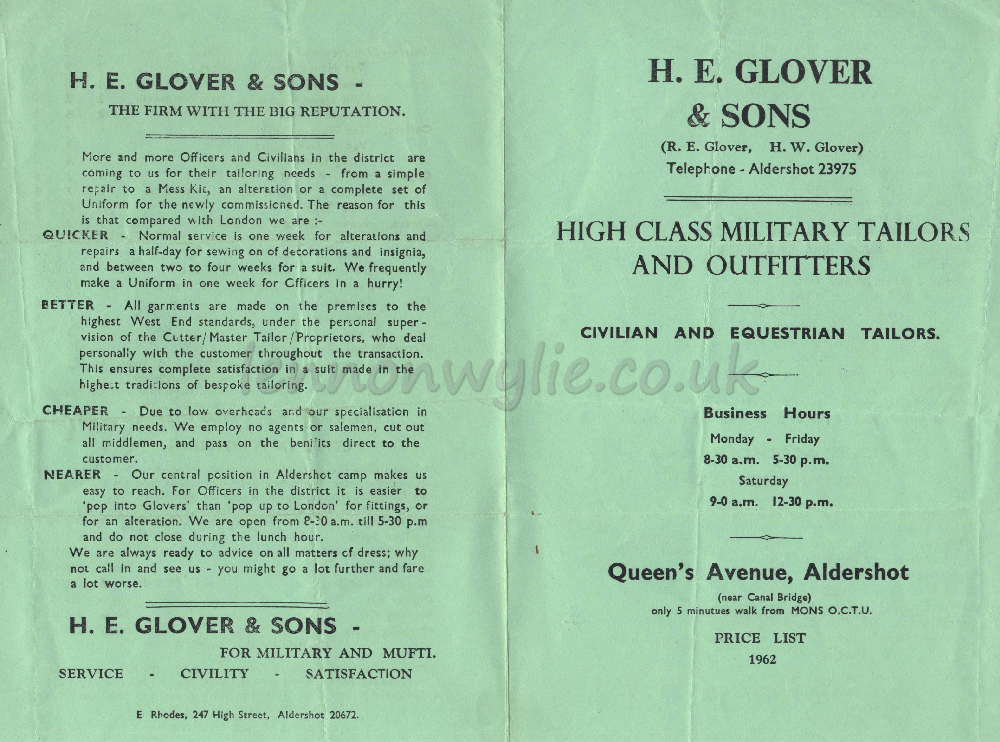 H. E. GLOVER & SONS -
THE FIRM WITH THE BIG REPUTATION.
More and more Officers and Civilians in the district are
coming to us for their tailoring needs - from a simple
repair to a Mess Kit, an alteration or a complete set of
Uniform for the newly commissioned. The reason for this
is that compared with London we are :-
QUICKER - Normal service is one week for alterations and
repairs a half-day for sewing on of decorations and insignia,
and between two to four weeks for a suit. We frequently
make a Uniform in one week for Officers in a hurry!
BETTER - All garments are made on the premises to the
highest West End standards, under the personal super-
vision of the Cutter/Master Tailor/Proprietors, who deal
personally with the customer throughout the transaction.
This ensures complete satisfaction in a suit made in the
highest traditions of bespoke tailoring.
CHEAPER - Due to low overheads and our specialisation in
Military needs. We employ no agents or salemen, cut out
all middlemen, and pass on the benifits direct to the
customer.
NEARER - Our central position in Aldershot camp makes us
easy to reach. For Officers in the district it is easier to
'pop into Glovers' than 'pop up to London' for fittings, or
for an alteration. We are open from 8-30 a.m. till 5-30 p.m
and do not close during the lunch hour.
We are always ready to advice on all matters of dress; why
not call in and see us - you might go a lot further and fare
a lot worse.
H. E. GLOVER & SONS -
FOR MILITARY AND MUFTI.
SERVICE - CIVILITY - SATISFACTION
E Rhodes, 247 High Street, Aldershot 20672.
H. E. GLOVER
& SONS
(R. E. Glover, H. W. Glover)
Telephone - Aldershot 23975
HIGH CLASS MILITARY TAILORS
AND OUTFITTERS
CIVILIAN AND EQUESTRIAN TAILORS.
Business Hours
Monday - Friday
8-30 a.m. 5-30 p.m.
Saturday
9-0 a.m. 12-30 p.m.
Queen's Avenue, Aldershot
(near Canal Bridge)
only 5 minutues walk from MONS O.C.T.U.
PRICE LIST
1962
lennonwylie.co.uk